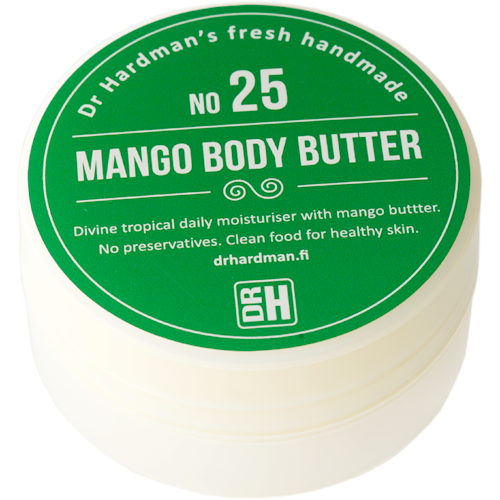 Dr Hardman's fresh handmade
NO 25
MANGO BODY BUTTER
Divine tropical daily moisturiser with mango buttter.
No preservatives. Clean food for healthy skin.
drhardman.fi
DR H